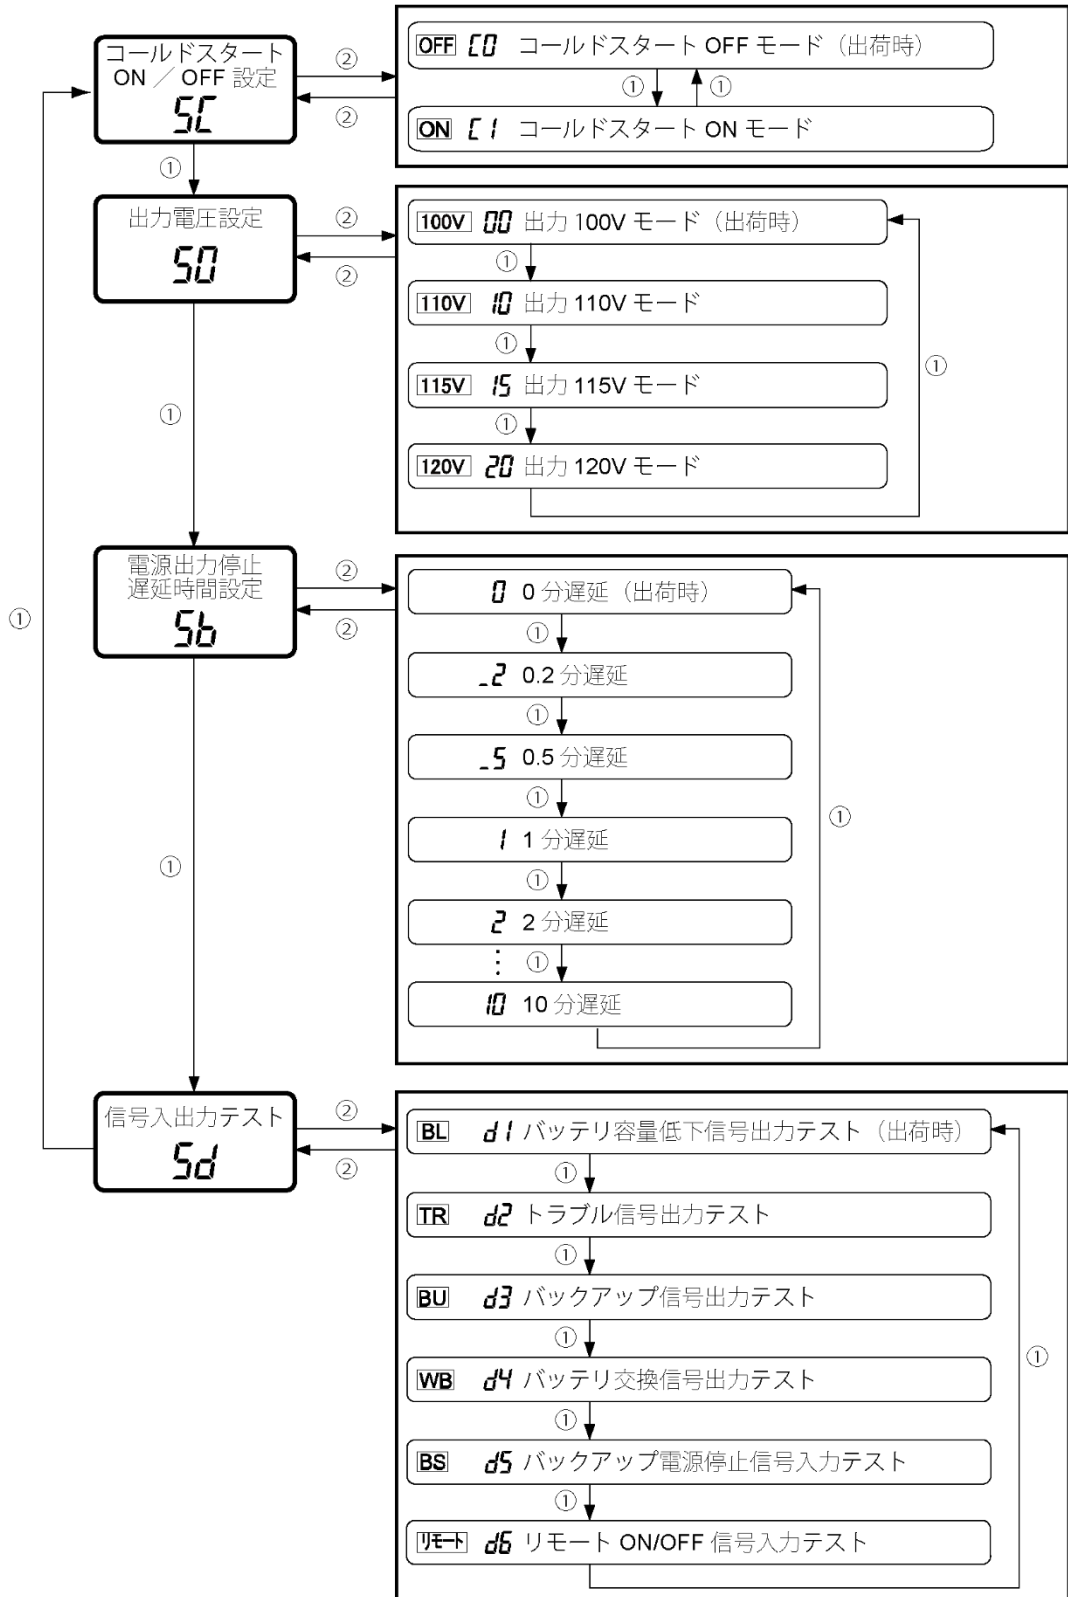 コールドスタート
ON ／ OFF 設定
SC
②
②
OFF C0 コールドスタート OFF モード（出荷時）
① ①
ON C1 コールドスタート ON モード
①
出力電圧設定
S0
②
②
100V 00 出力 100V モード（出荷時）
①
110V 10 出力 110V モード
①
115V 15 出力 115V モード
①
120V 20 出力 120V モード
①
①
電源出力停止
遅延時間設定
Sb
②
②
0 0 分遅延（出荷時）
①
_2 0.2 分遅延
①
_5 0.5 分遅延
①
1 1 分遅延
①
2 2 分遅延
⋮ ①
10 10 分遅延
①
①
①
信号入出力テスト
Sd
②
②
BL d1 バッテリ容量低下信号出力テスト（出荷時）
①
TR d2 トラブル信号出力テスト
①
BU d3 バックアップ信号出力テスト
①
WB d4 バッテリ交換信号出力テスト
①
BS d5 バックアップ電源停止信号入力テスト
①
リモート d6 リモート ON/OFF 信号入力テスト
①